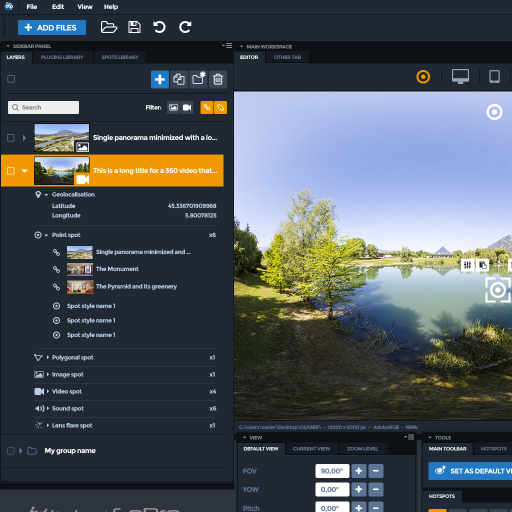 File Edit View Help
ADD FILES
SIDEBAR PANEL
MAIN WORKSPACE
LAYERS PLUGINS LIBRARY SPOTS LIBRARY
EDITOR OTHER TAB
Search
Filter:
Single panorama minimized with a lo...
This is a long title for a 360 video that...
Geolocalisation
Latitude 45.338701909968
Longitude 5.80078125
Point spot x6
Single panorama minimized and ...
The Monument
The Pyramid and its greenery
Spot style name 1
Spot style name 1
Spot style name 1
Polygonal spot x1
Image spot x1
Video spot x4
Sound spot x6
Lens flare spot x1
My group name
VIEW
TOOLS
DEFAULT VIEW CURRENT VIEW ZOOM LEVEL
MAIN TOOLBAR HOTSPOTS
FOV 90,00°
YOW 0,00°
Pitch 0,00°
SET AS DEFAULT V
HOTSPOTS